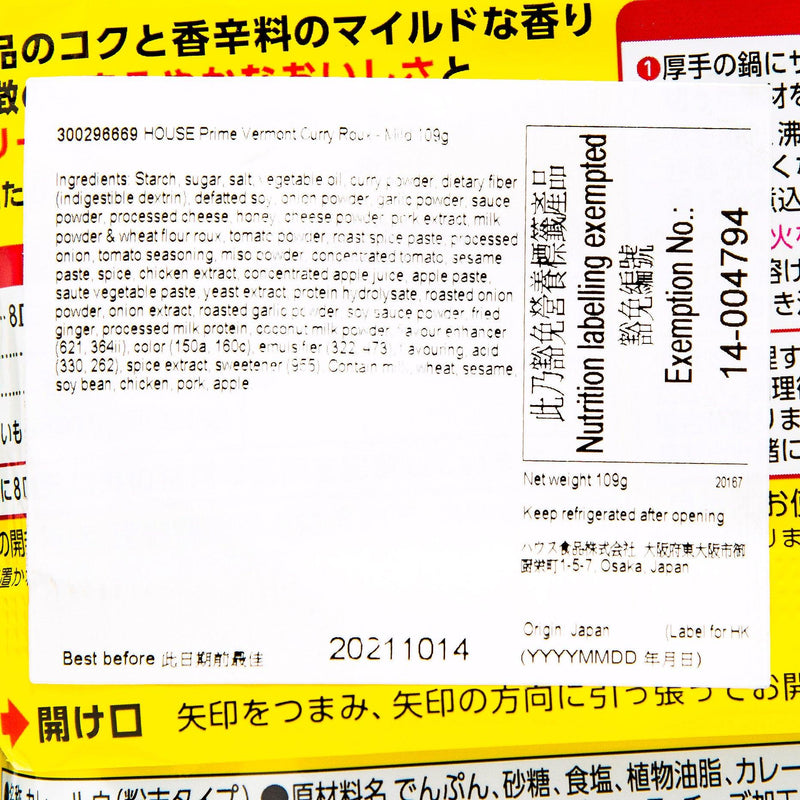 品のコクと香辛料のマイルドな香り
❶厚手の鍋にサ
300296669 HOUSE Prime Vermont Curry Roux - Mild 109g
Ingredients: Starch, sugar, salt, vegetable oil, curry powder, dietary fiber
(indigestible dextrin), defatted soy, onion powder, garlic powder, sauce
powder, processed cheese, honey, cheese powder, pork extract, milk
powder & wheat flour roux, tomato powder, roast spice paste, processed
onion, tomato seasoning, miso powder, concentrated tomato, sesame
paste, spice, chicken extract, concentrated apple juice, apple paste,
saute vegetable paste, yeast extract, protein hydrolysate, roasted onion
powder, onion extract, roasted garlic powder, soy sauce powder, fried
ginger, processed milk protein, coconut milk powder, flavour enhancer
(621, 364ii), color (150a, 160c), emulsifier (322, 473), flavouring, acid
(330, 262), spice extract, sweetener (955). Contain milk, wheat, sesame,
soy bean, chicken, pork, apple
此乃豁免營養標籤產品
Nutrition labelling exempted
豁免編號
Exemption No.:
14-004794
Net weight 109g 20167
Keep refrigerated after opening
ハウス食品株式会社 大阪府東大阪市御
厨栄町1-5-7, Osaka, Japan
Origin: Japan (Label for HK)
Best before 此日期前最佳 20211014 (YYYYMMDD 年月日)
開け口 矢印をつまみ、矢印の方向に引っ張ってお開
●原材料名 でんぷん、砂糖、食塩、植物油脂、カレー